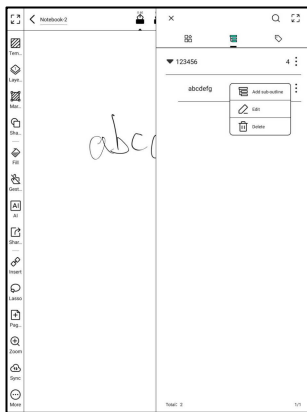 Notebook-2
Tem..
Laye..
Mar..
Sha..
Fill
Gest..
AI
AI
Shar..
Insert
Lasso
Pag..
Zoom
Sync
More
abc
123456 4
abcdefg
Add sub-outline
Edit
Delete
Total: 2 1/1